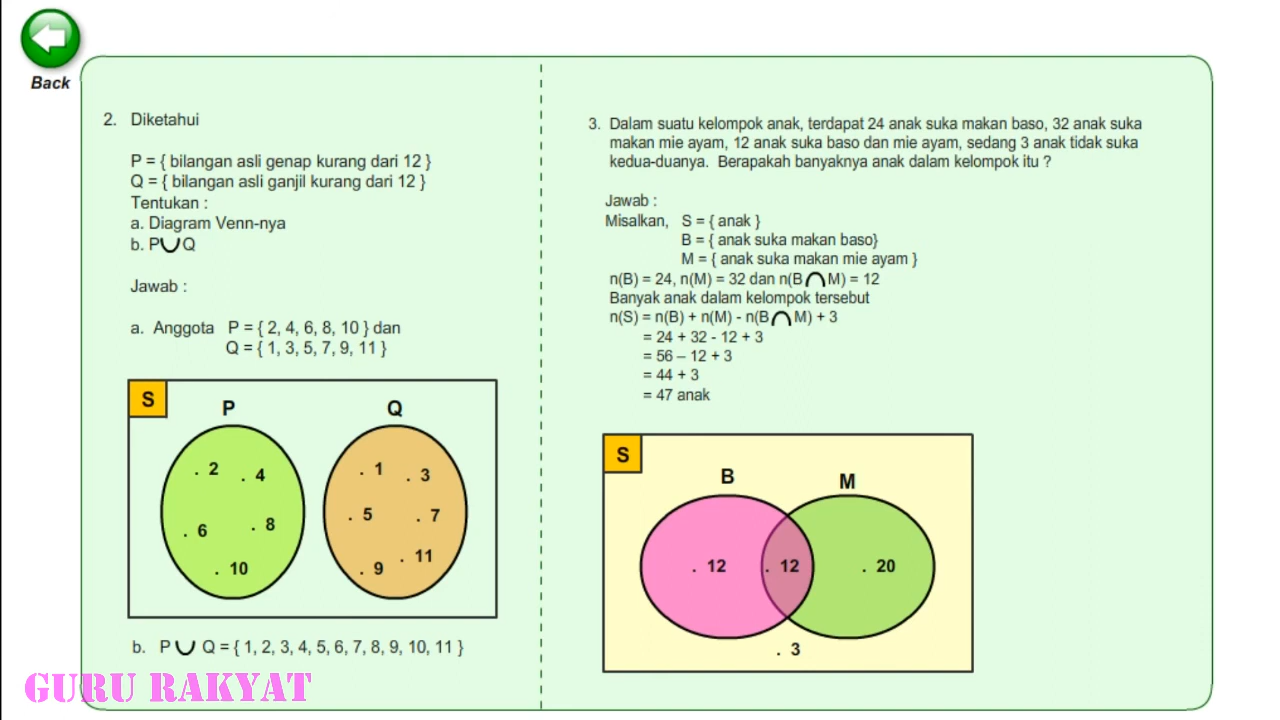 Back
2. Diketahui
P = { bilangan asli genap kurang dari 12 }
Q = { bilangan asli ganjil kurang dari 12 }
Tentukan :
a. Diagram Venn-nya
b. P⋃Q
Jawab :
a. Anggota P = { 2, 4, 6, 8, 10 } dan
Q = { 1, 3, 5, 7, 9, 11 }
S
P Q
. 2 . 4 . 1 . 3
. 6 . 8 . 5 . 7
. 10 . 9 . 11
b. P ⋃ Q = { 1, 2, 3, 4, 5, 6, 7, 8, 9, 10, 11 }
3. Dalam suatu kelompok anak, terdapat 24 anak suka makan baso, 32 anak suka
makan mie ayam, 12 anak suka baso dan mie ayam, sedang 3 anak tidak suka
kedua-duanya. Berapakah banyaknya anak dalam kelompok itu ?
Jawab :
Misalkan, S = { anak }
B = { anak suka makan baso}
M = { anak suka makan mie ayam }
n(B) = 24, n(M) = 32 dan n(B⋂M) = 12
Banyak anak dalam kelompok tersebut
n(S) = n(B) + n(M) - n(B⋂M) + 3
= 24 + 32 - 12 + 3
= 56 – 12 + 3
= 44 + 3
= 47 anak
S
B M
. 12 . 12 . 20
. 3
GURU RAKYAT